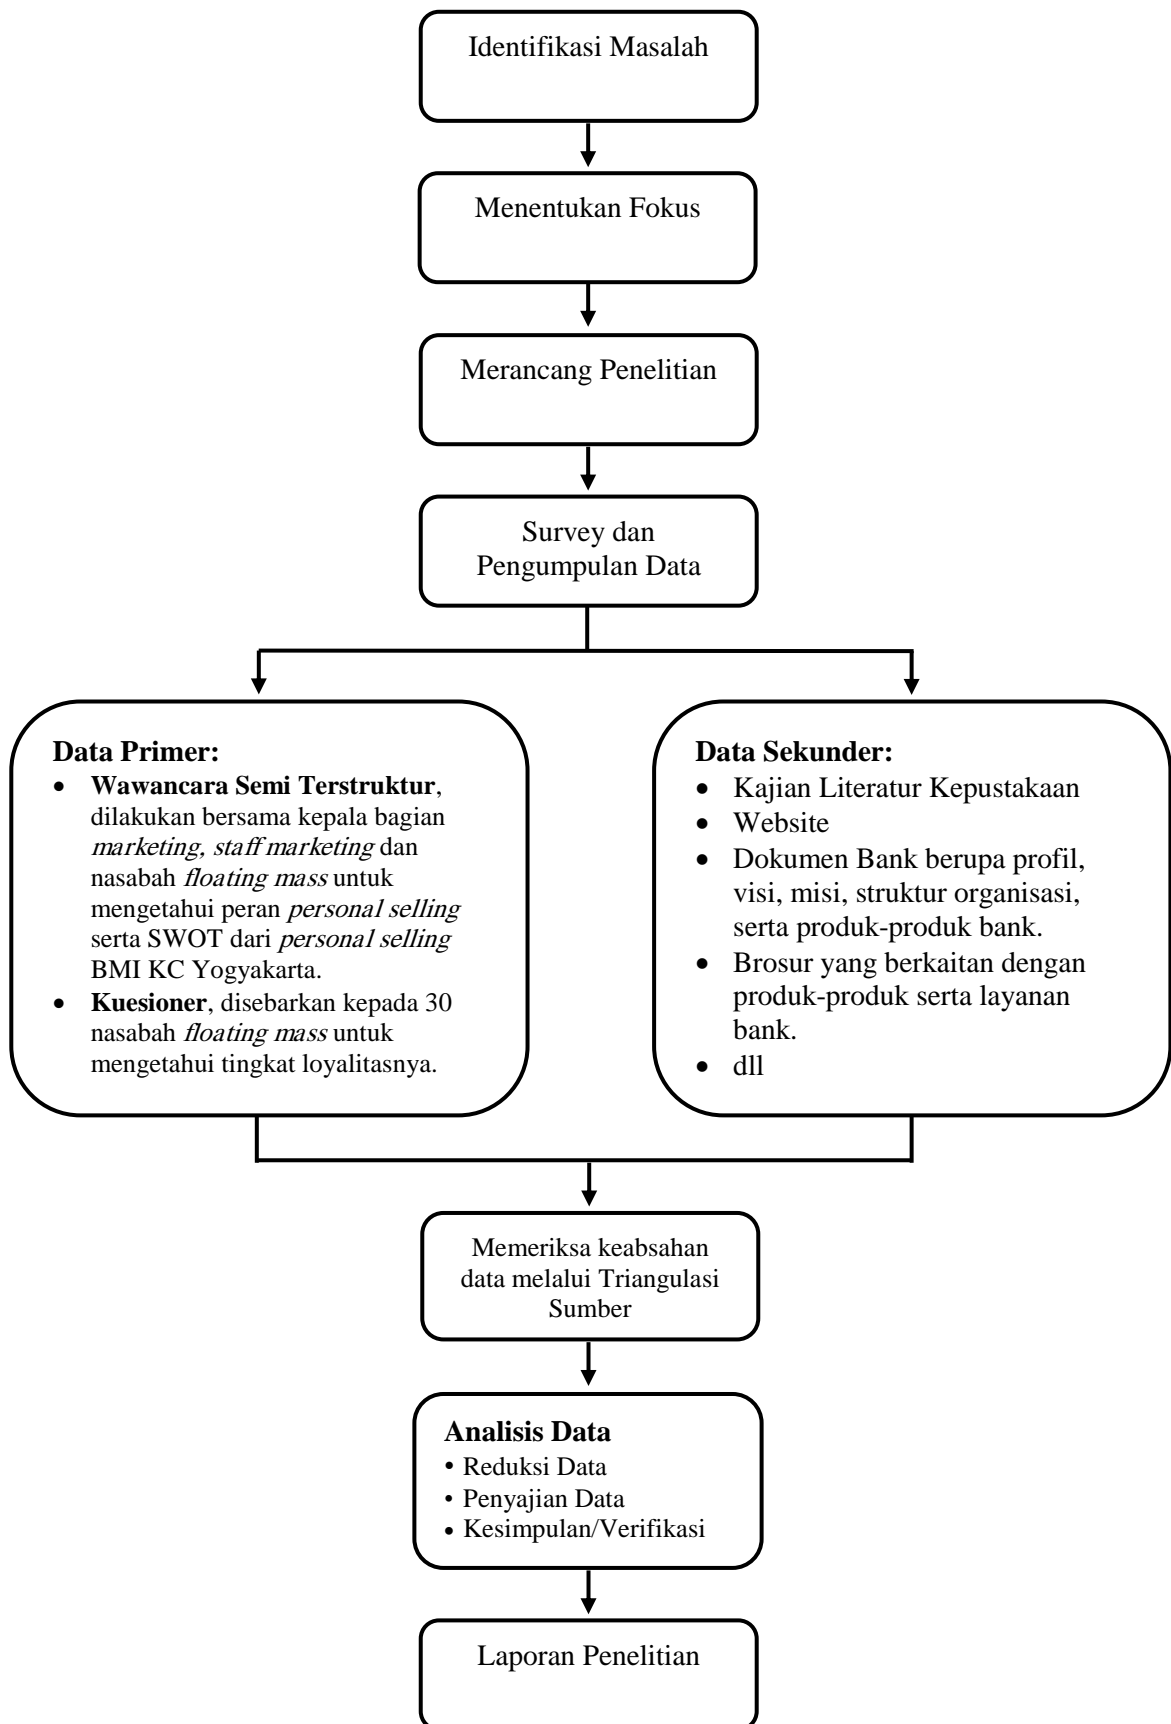 Identifikasi Masalah
Menentukan Fokus
Merancang Penelitian
Survey dan
Pengumpulan Data
Data Primer:
• Wawancara Semi Terstruktur,
dilakukan bersama kepala bagian
marketing, staff marketing dan
nasabah floating mass untuk
mengetahui peran personal selling
serta SWOT dari personal selling
BMI KC Yogyakarta.
• Kuesioner, disebarkan kepada 30
nasabah floating mass untuk
mengetahui tingkat loyalitasnya.
Data Sekunder:
• Kajian Literatur Kepustakaan
• Website
• Dokumen Bank berupa profil,
visi, misi, struktur organisasi,
serta produk-produk bank.
• Brosur yang berkaitan dengan
produk-produk serta layanan
bank.
• dll
Memeriksa keabsahan
data melalui Triangulasi
Sumber
Analisis Data
• Reduksi Data
• Penyajian Data
• Kesimpulan/Verifikasi
Laporan Penelitian